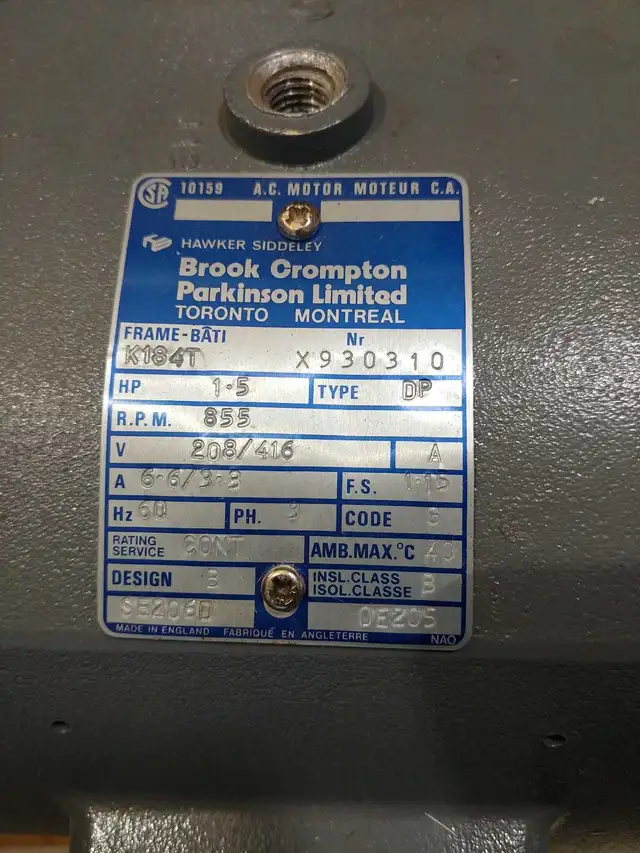 CSA 10159 A.C. MOTOR MOTEUR C.A.
HAWKER SIDDELEY
Brook Crompton
Parkinson Limited
TORONTO MONTREAL
FRAME-BÂTI Nr
K184T X930310
HP 1·5 TYPE DP
R.P.M. 855
V 208/416 A
A 6·6/3·3 F.S. 1·15
Hz 60 PH. 3 CODE
RATING
SERVICE CONT AMB.MAX.°C 40
DESIGN B INSL.CLASS
ISOL.CLASSE B
SE206D DE205
MADE IN ENGLAND FABRIQUÉ EN ANGLETERRE NAO